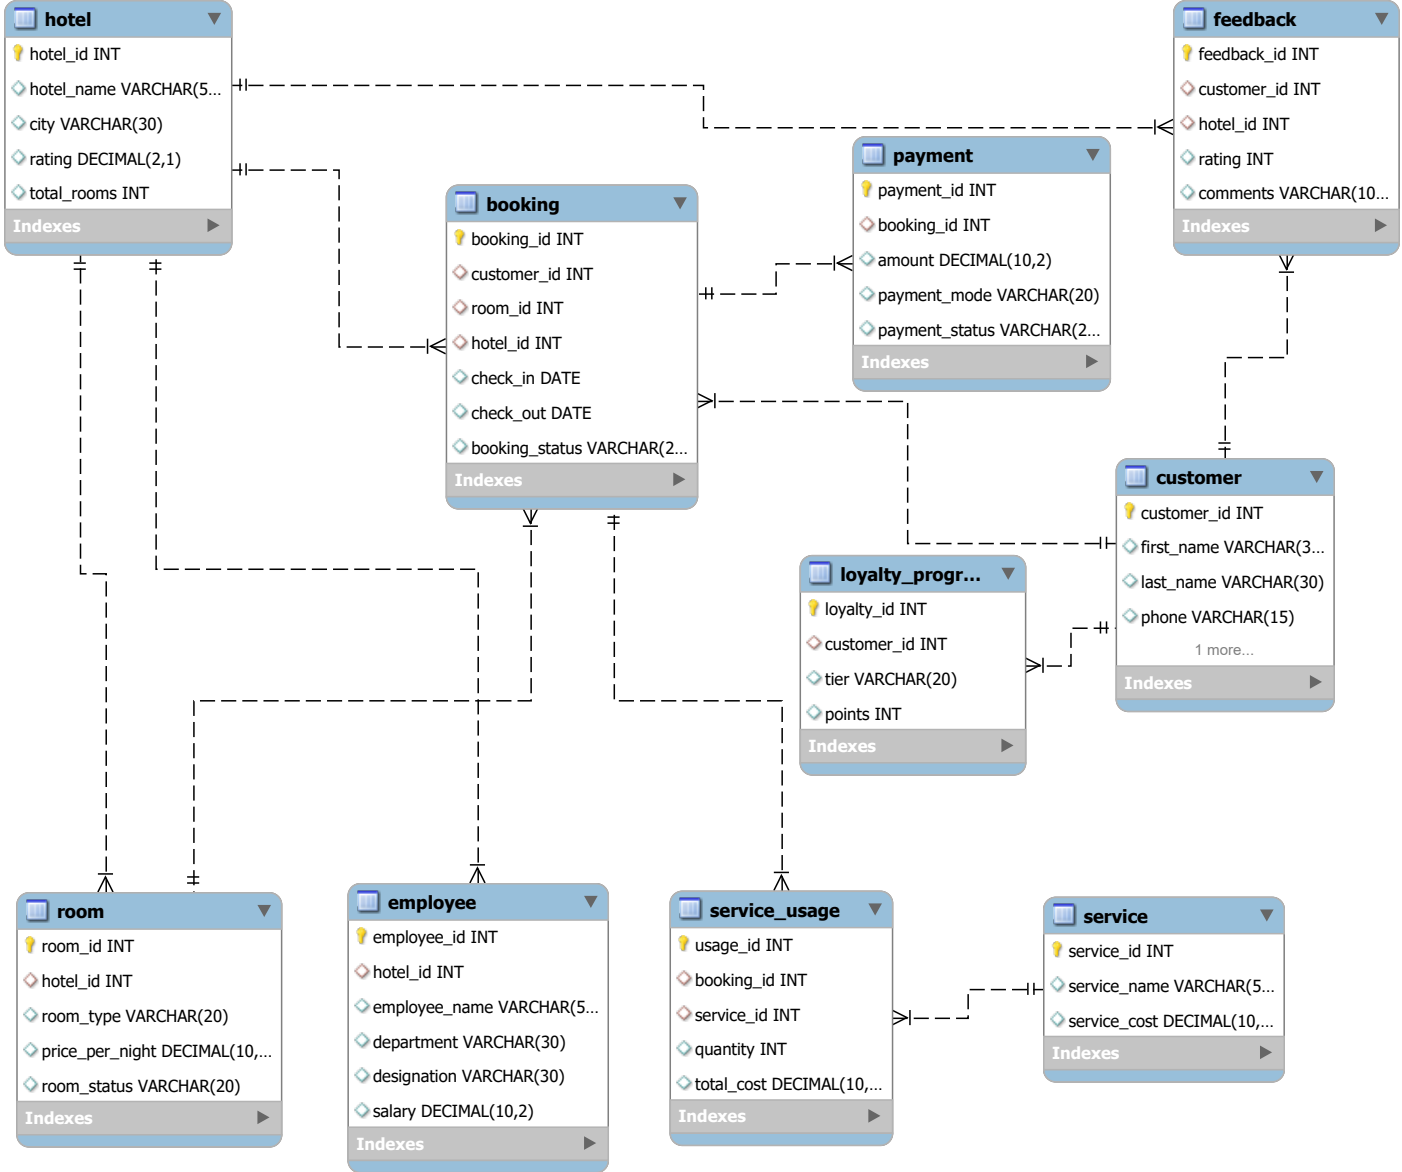 hotel
hotel_id INT
hotel_name VARCHAR(5...
city VARCHAR(30)
rating DECIMAL(2,1)
total_rooms INT
Indexes
feedback
feedback_id INT
customer_id INT
hotel_id INT
rating INT
comments VARCHAR(10...
Indexes
payment
payment_id INT
booking_id INT
amount DECIMAL(10,2)
payment_mode VARCHAR(20)
payment_status VARCHAR(2...
Indexes
booking
booking_id INT
customer_id INT
room_id INT
hotel_id INT
check_in DATE
check_out DATE
booking_status VARCHAR(2...
Indexes
customer
customer_id INT
first_name VARCHAR(3...
last_name VARCHAR(30)
phone VARCHAR(15)
1 more...
Indexes
loyalty_progr...
loyalty_id INT
customer_id INT
tier VARCHAR(20)
points INT
Indexes
room
room_id INT
hotel_id INT
room_type VARCHAR(20)
price_per_night DECIMAL(10,...
room_status VARCHAR(20)
Indexes
employee
employee_id INT
hotel_id INT
employee_name VARCHAR(5...
department VARCHAR(30)
designation VARCHAR(30)
salary DECIMAL(10,2)
Indexes
service_usage
usage_id INT
booking_id INT
service_id INT
quantity INT
total_cost DECIMAL(10,...
Indexes
service
service_id INT
service_name VARCHAR(5...
service_cost DECIMAL(10,...
Indexes